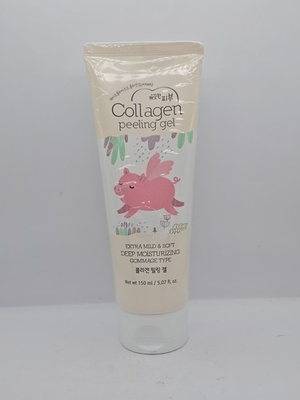 Collagen
peeling gel
EXTRA MILD & SOFT
DEEP MOISTURIZING
GOMMAGE TYPE
콜라겐 필링 젤
Net wt 150 ml / 5.07 fl. oz.